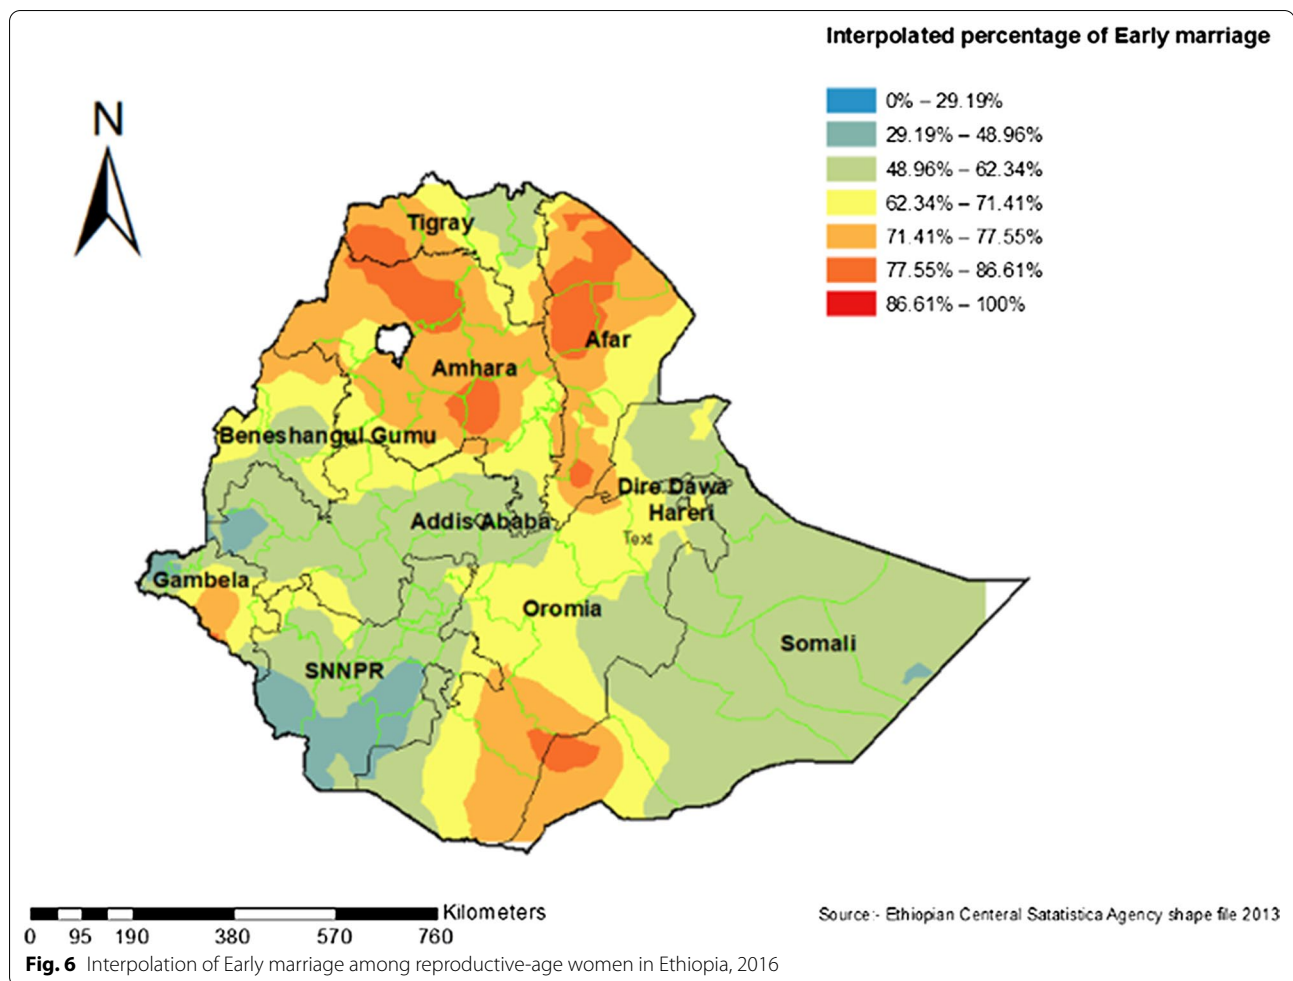 Interpolated percentage of Early marriage
0% – 29.19%
29.19% – 48.96%
48.96% – 62.34%
62.34% – 71.41%
71.41% – 77.55%
77.55% – 86.61%
86.61% – 100%
N
Tigray
Afar
Amhara
Beneshangul Gumu
Dire Dawa
Hareri
Addis Ababa
Text
Gambela
Oromia
Somali
SNNPR
Kilometers
0 95 190 380 570 760
Source:- Ethiopian Centeral Satatistica Agency shape file 2013
Fig. 6 Interpolation of Early marriage among reproductive-age women in Ethiopia, 2016